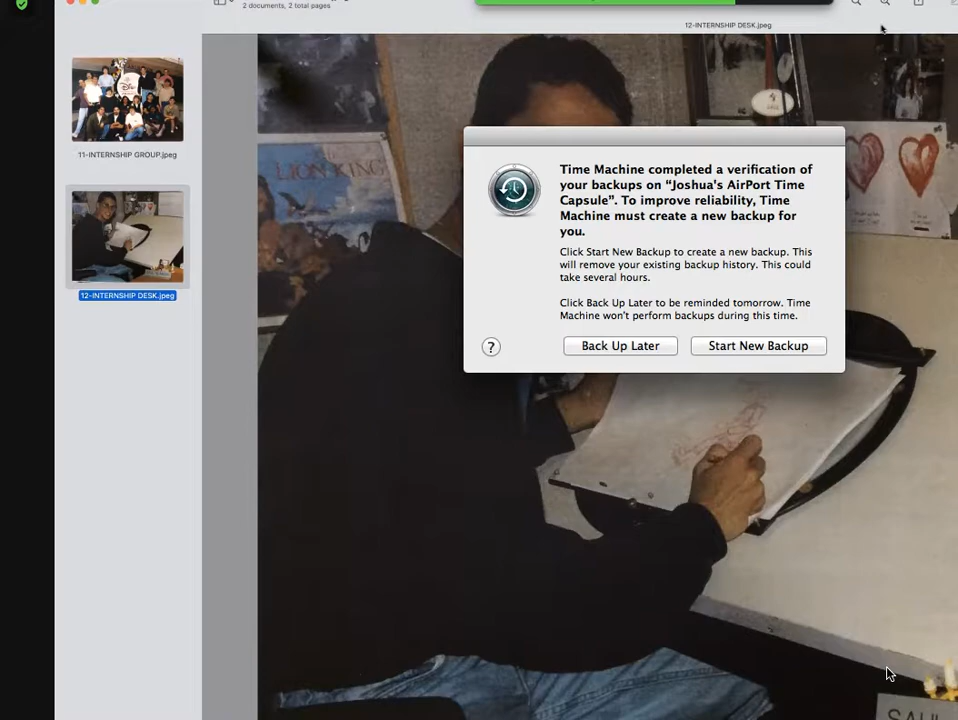 2 documents, 2 total pages
12-INTERNSHIP DESK.jpeg
11-INTERNSHIP GROUP.jpeg
12-INTERNSHIP DESK.jpeg
LION KING
Time Machine completed a verification of
your backups on “Joshua's AirPort Time
Capsule”. To improve reliability, Time
Machine must create a new backup for
you.
Click Start New Backup to create a new backup. This
will remove your existing backup history. This could
take several hours.
Click Back Up Later to be reminded tomorrow. Time
Machine won't perform backups during this time.
?
Back Up Later
Start New Backup